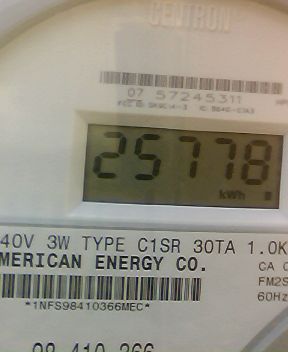 CENTRON
07 57245311
25778
kWh
40V 3W TYPE C1SR 30TA 1.0K
MERICAN ENERGY CO.
CA 0
FM2S
60Hz
*1NFS98410366MEC*
98 410 366